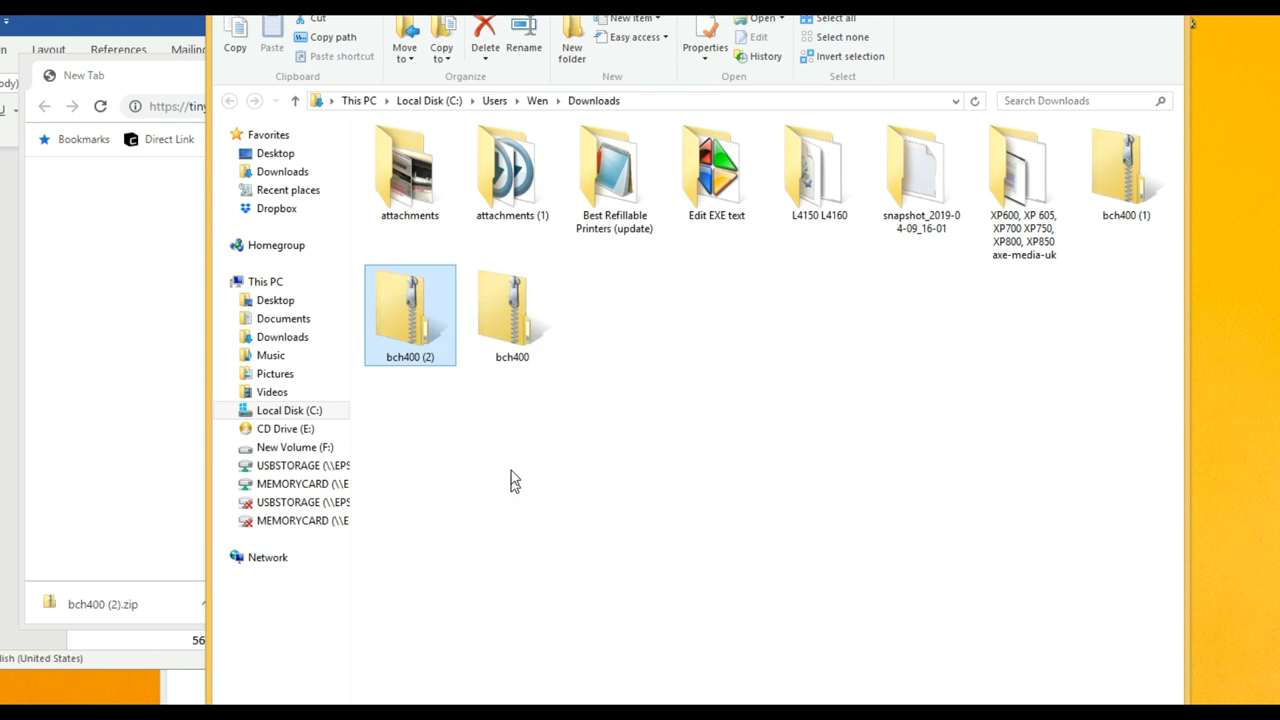 Layout References Mailin
New Tab
https://tiny
Bookmarks Direct Link
bch400 (2).zip
56
lish (United States)
Copy Paste Cut
Copy path
Paste shortcut
Clipboard
Move to Copy to Delete Rename
Organize
New folder
New item
Easy access
New
Properties
Open
Edit
History
Open
Select all
Select none
Invert selection
Select
This PC Local Disk (C:) Users Wen Downloads
Search Downloads
Favorites
Desktop
Downloads
Recent places
Dropbox
Homegroup
This PC
Desktop
Documents
Downloads
Music
Pictures
Videos
Local Disk (C:)
CD Drive (E:)
New Volume (F:)
USBSTORAGE (\\EPS
MEMORYCARD (\\E
USBSTORAGE (\\EPS
MEMORYCARD (\\E
Network
attachments
attachments (1)
Best Refillable
Printers (update)
Edit EXE text
L4150 L4160
snapshot_2019-0
4-09_16-01
XP600, XP 605,
XP700 XP750,
XP800, XP850
axe-media-uk
bch400 (1)
bch400 (2)
bch400